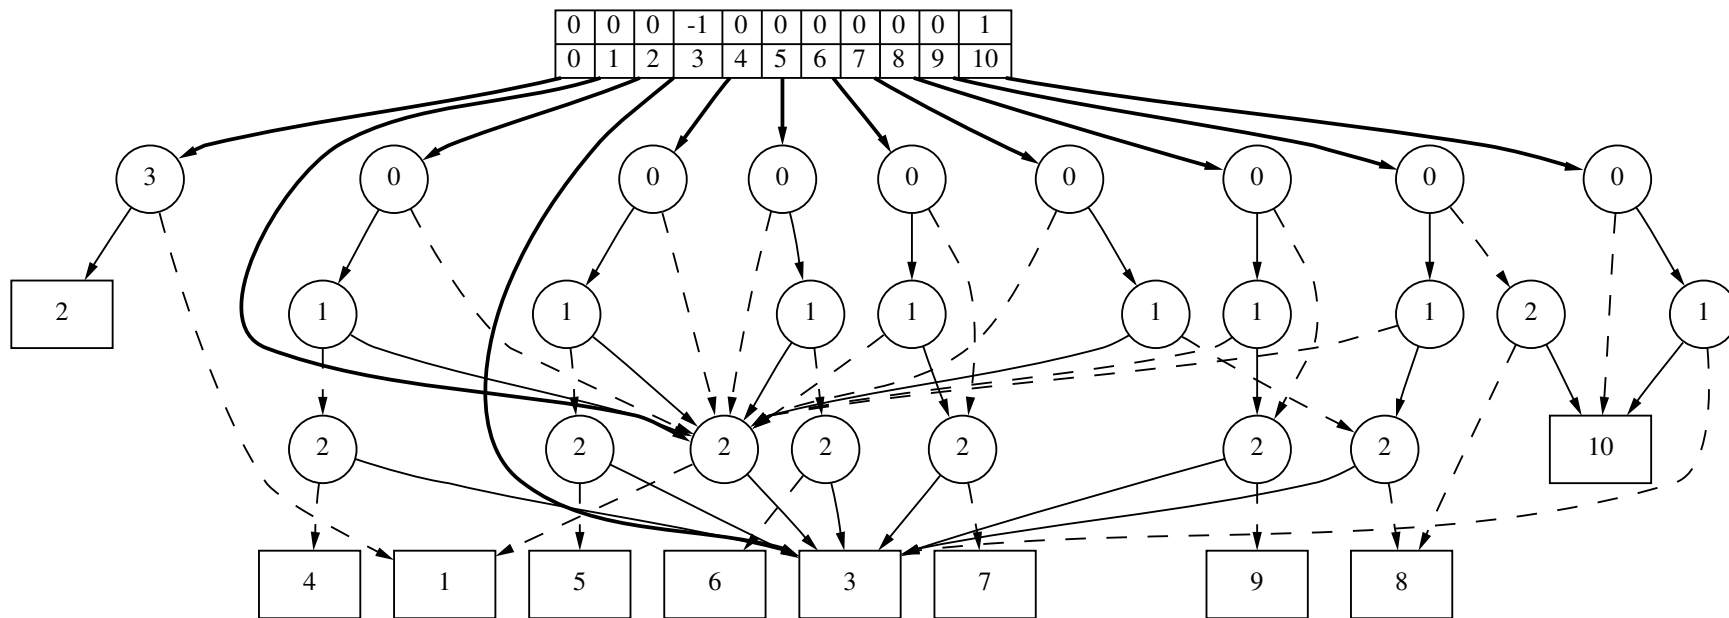 0 0 0 -1 0 0 0 0 0 0 1
0 1 2 3 4 5 6 7 8 9 10
3 0 0 0 0 0 0 0 0
2 1 1 1 1 1 1 1 2 1
2 2 2 2 2 2 2 10
4 1 5 6 3 7 9 8